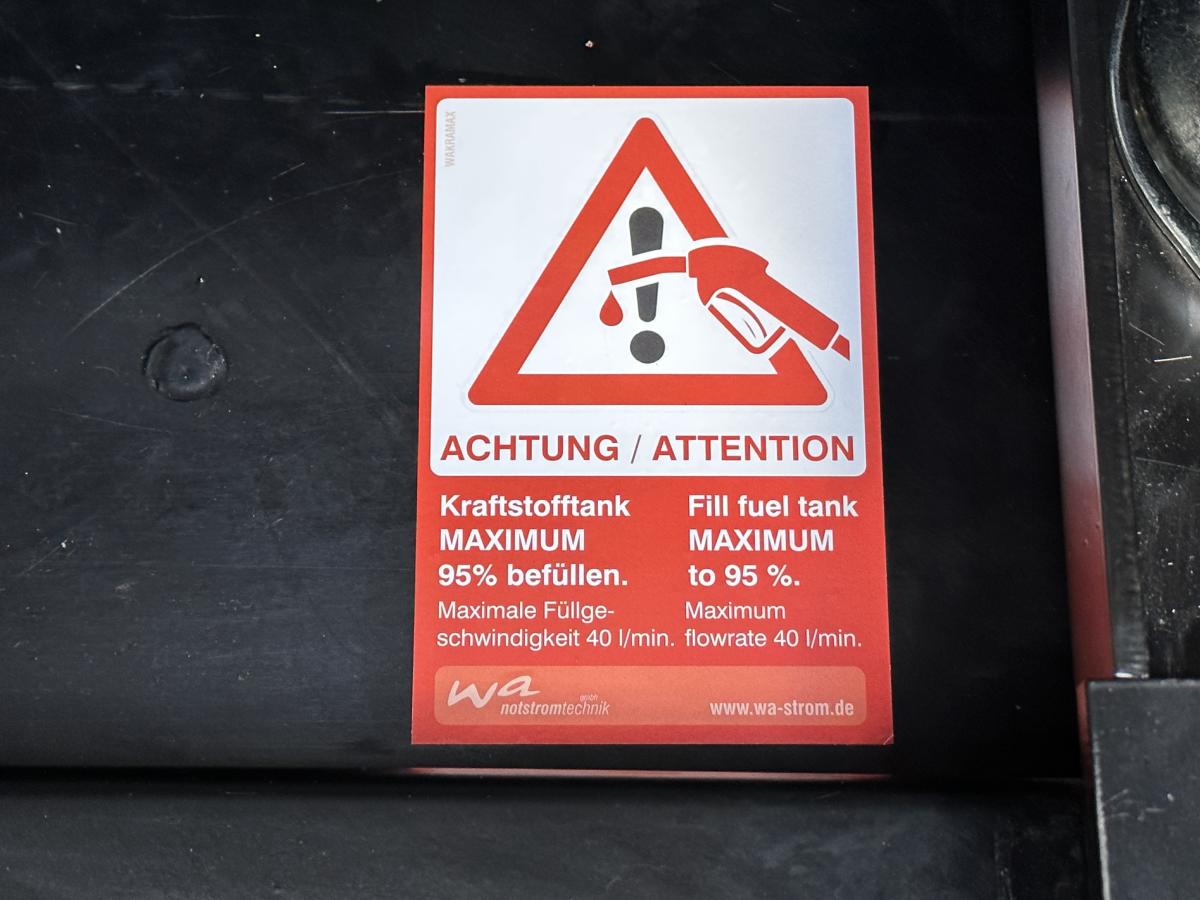 WAKRAMAX
ACHTUNG / ATTENTION
Kraftstofftank
MAXIMUM
95% befüllen.
Maximale Füllge-
schwindigkeit 40 l/min.
Fill fuel tank
MAXIMUM
to 95 %.
Maximum
flowrate 40 l/min.
wa
gmbh
notstromtechnik
www.wa-strom.de